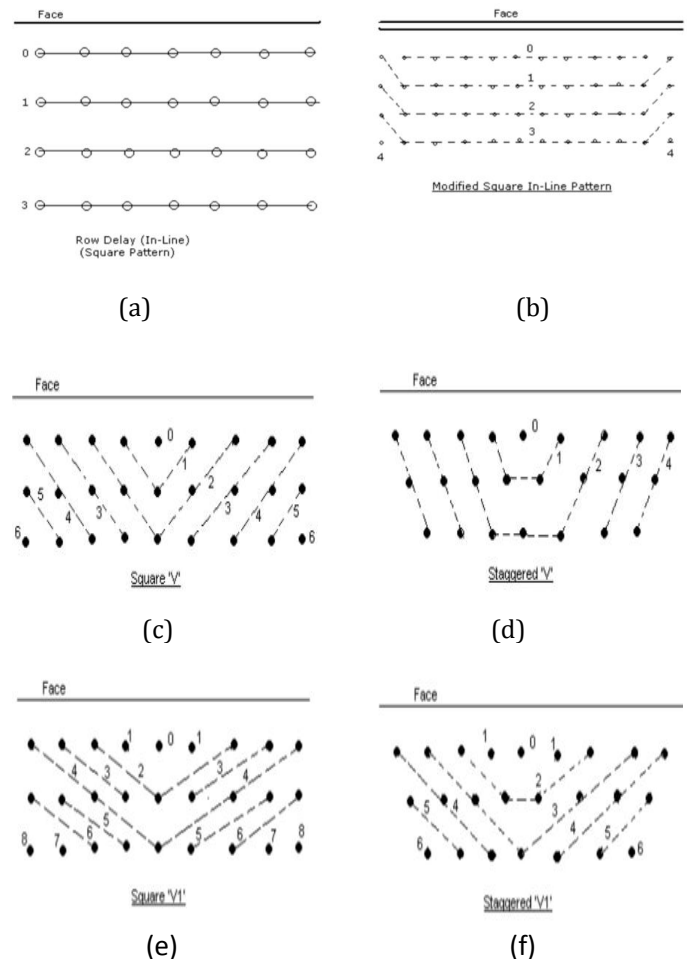 Face
0
1
2
3
Row Delay (In-Line)
(Square Pattern)
(a)
Face
0
1
2
3
4
4
Modified Square In-Line Pattern
(b)
Face
0
1
2
5
3
3
4
4
5
6
6
Square 'V'
(c)
Face
0
1
2
3
4
Staggered 'V'
(d)
Face
1
0
1
2
3
3
4
4
5
5
6
6
7
7
8
8
Square 'V1'
(e)
Face
1
0
1
2
3
4
4
5
5
6
6
Staggered 'V1'
(f)